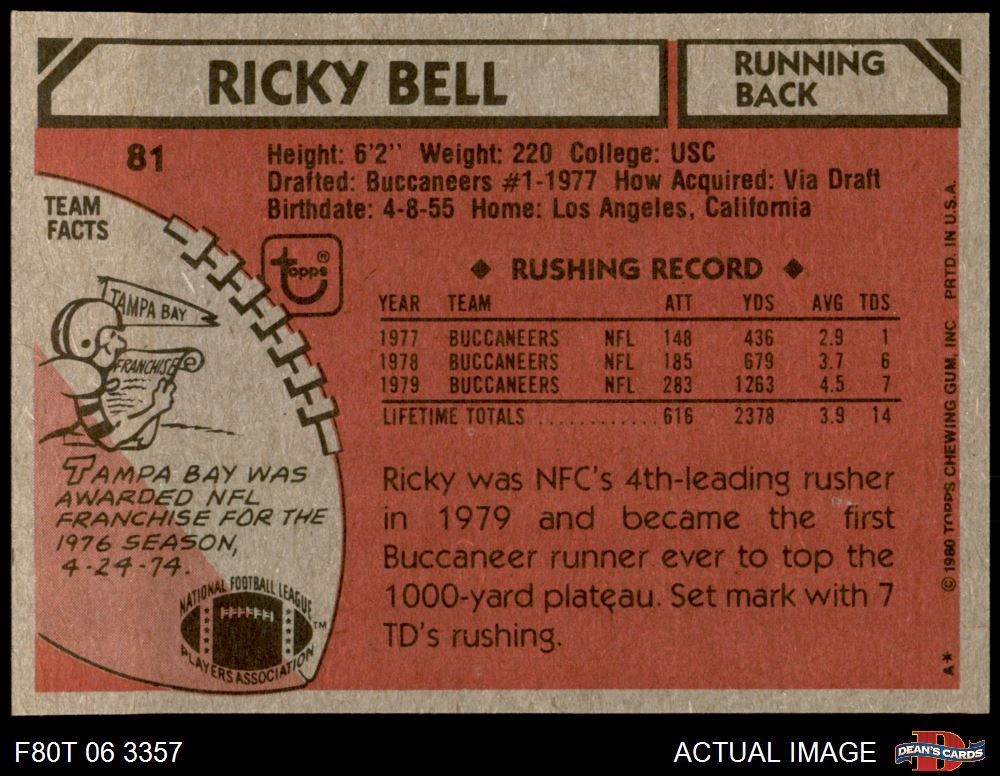 RICKY BELL
RUNNING
BACK
81
Height: 6'2" Weight: 220 College: USC
Drafted: Buccaneers #1-1977 How Acquired: Via Draft
Birthdate: 4-8-55 Home: Los Angeles, California
TEAM
FACTS
TAMPA BAY
FRANCHISE
TAMPA BAY WAS
AWARDED NFL
FRANCHISE FOR THE
1976 SEASON,
4-24-74.
NATIONAL FOOTBALL LEAGUE
PLAYERS ASSOCIATION
TM
topps®
◆ RUSHING RECORD ◆
YEAR TEAM ATT YDS AVG TDS
1977 BUCCANEERS NFL 148 436 2.9 1
1978 BUCCANEERS NFL 185 679 3.7 6
1979 BUCCANEERS NFL 283 1263 4.5 7
LIFETIME TOTALS ............ 616 2378 3.9 14
Ricky was NFC's 4th-leading rusher
in 1979 and became the first
Buccaneer runner ever to top the
1000-yard plateau. Set mark with 7
TD's rushing.
© 1980 TOPPS CHEWING GUM, INC PRTD. IN U.S.A.
A*
F80T 06 3357
ACTUAL IMAGE
D
DEAN'S CARDS